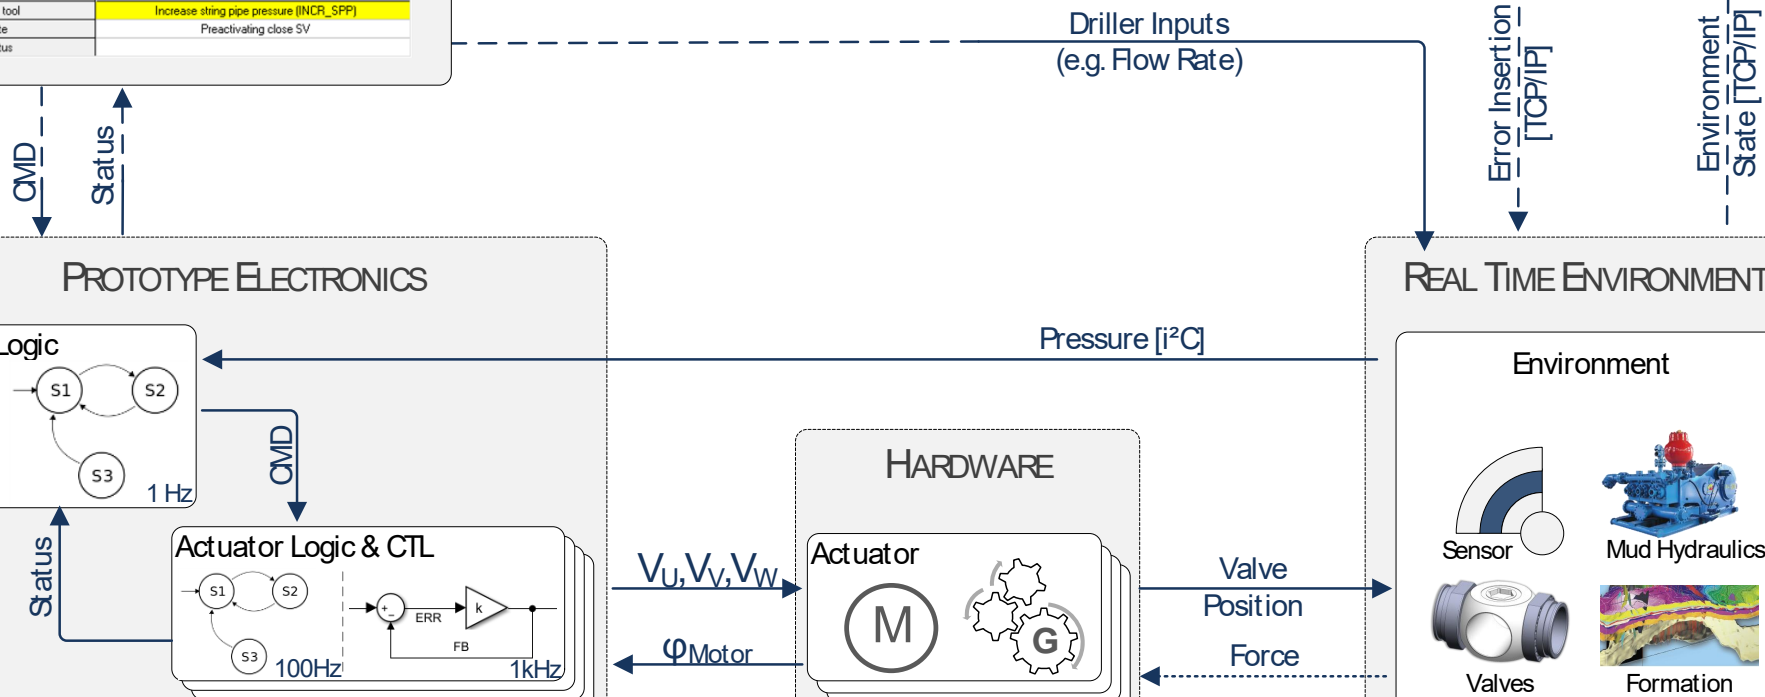 tool
Increase string pipe pressure (INCR_SPP)
Preactivating close SV
Driller Inputs
(e.g. Flow Rate)
Error Insertion
[TCP/IP]
Environment
State [TCP/IP]
CMD
Status
PROTOTYPE ELECTRONICS
REAL TIME ENVIRONMENT
Logic
S1
S2
S3
1 Hz
Pressure [i²C]
Environment
CMD
HARDWARE
Sensor
Mud Hydraulics
Status
Actuator Logic & CTL
S1
S2
S3
100Hz
+
-
ERR
k
FB
1kHz
VU,VV,VW
φMotor
Actuator
M
G
Valve
Position
Force
Valves
Formation